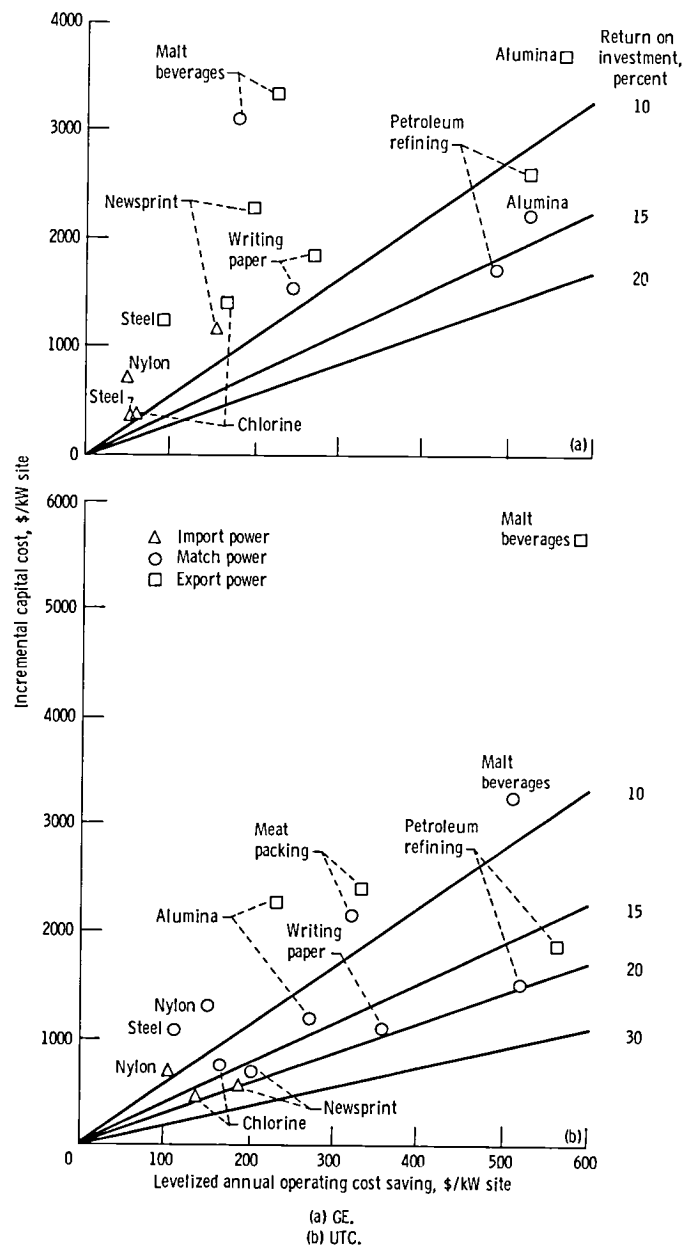 4000
3000
2000
1000
0
Malt
beverages
Alumina
Return on
investment,
percent
10
Petroleum
refining
Newsprint
Alumina
15
Writing
paper
20
Steel
Nylon
Steel
Chlorine
(a)
Incremental capital cost, $/kW site
6000
5000
4000
3000
2000
1000
0
Malt
beverages
Import power
Match power
Export power
Malt
beverages
10
Meat
packing
Petroleum
refining
Alumina
Writing
paper
15
20
Nylon
Steel
30
Nylon
Newsprint
Chlorine
(b)
100
200
300
400
500
600
Levelized annual operating cost saving, $/kW site
(a) GE.
(b) UTC.